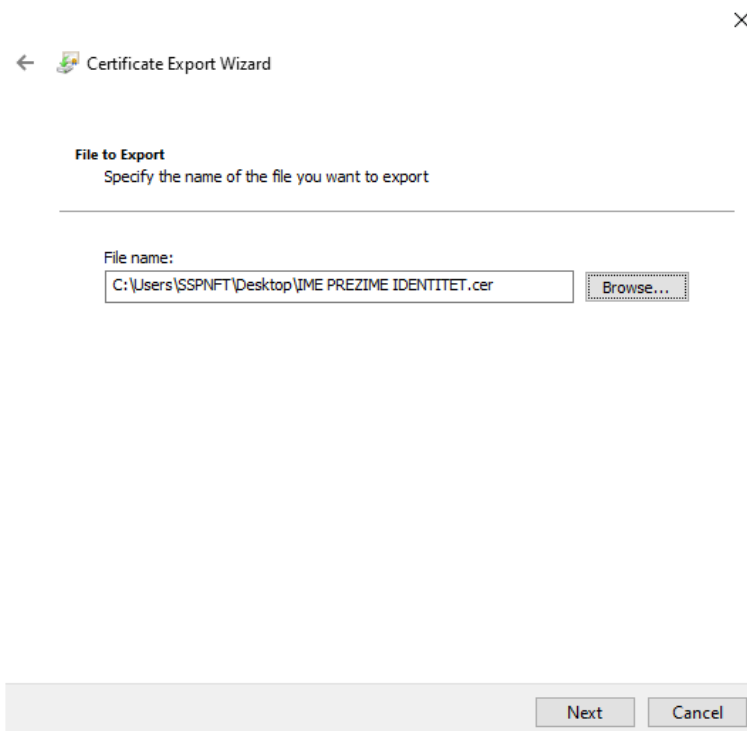 Certificate Export Wizard
File to Export
Specify the name of the file you want to export
File name:
C:\Users\SSPNFT\Desktop\IME PREZIME IDENTITET.cer
Browse...
Next
Cancel